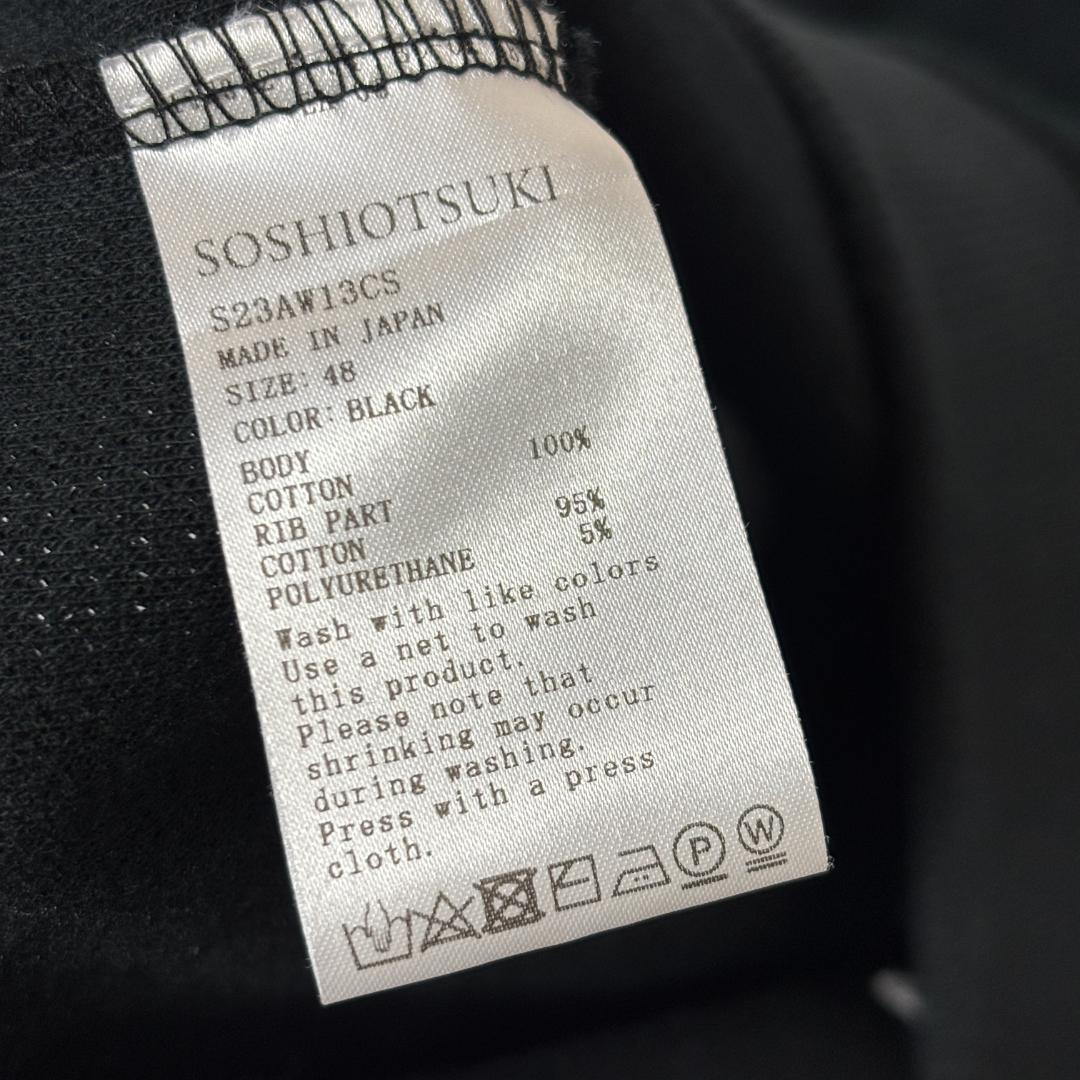 SOSHIOTSUKI
S23AW13CS
MADE IN JAPAN
SIZE: 48
COLOR: BLACK
BODY
COTTON 100%
RIB PART
COTTON 95%
POLYURETHANE 5%
Wash with like colors
Use a net to wash
this product.
Please note that
shrinking may occur
during washing.
Press with a press
cloth.
P W